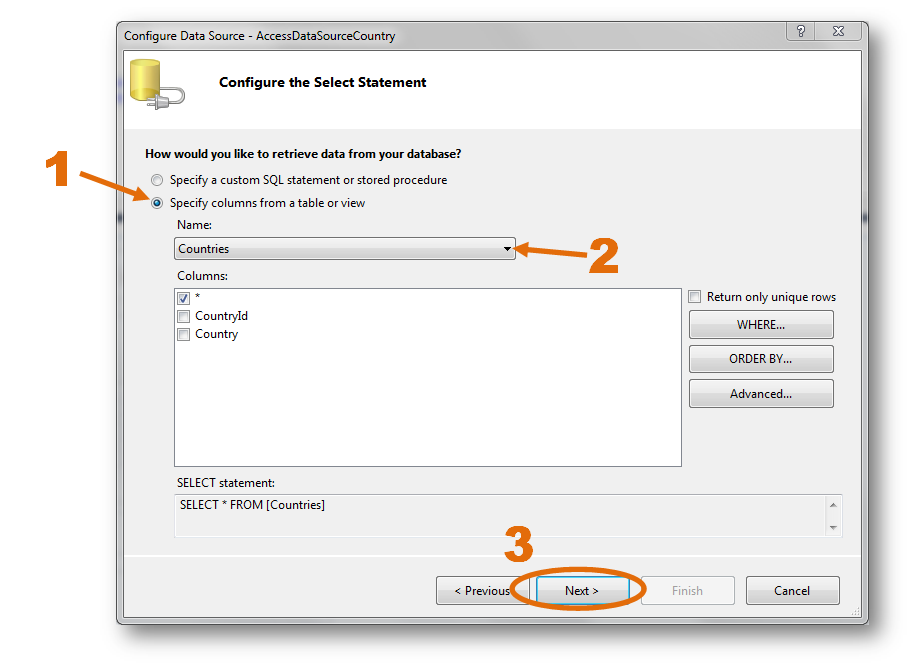 Configure Data Source - AccessDataSourceCountry
?
Configure the Select Statement
How would you like to retrieve data from your database?
1
Specify a custom SQL statement or stored procedure
Specify columns from a table or view
Name:
Countries
2
Columns:
*
Return only unique rows
CountryId
WHERE...
Country
ORDER BY...
Advanced...
SELECT statement:
SELECT * FROM [Countries]
3
< Previous Next > Finish Cancel